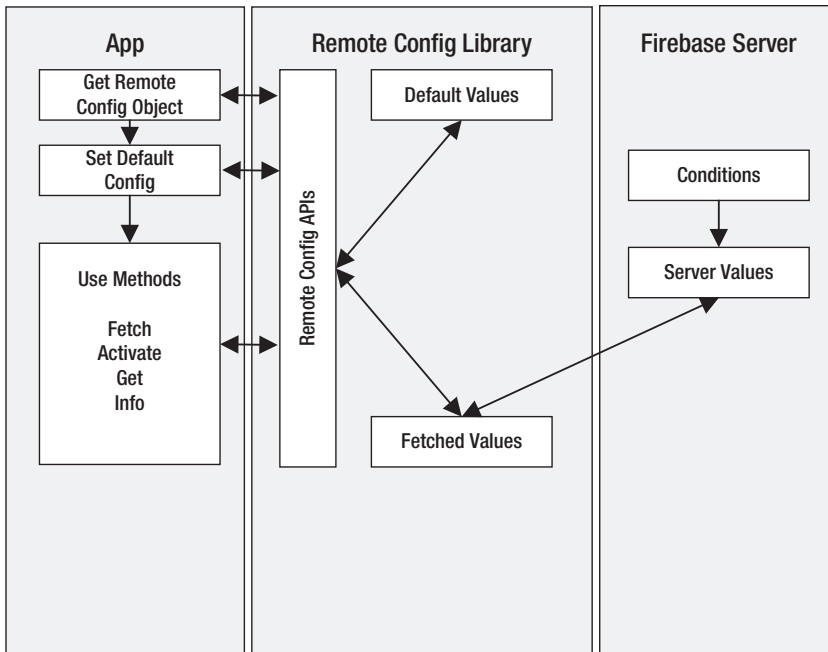 App
Get Remote
Config Object
Set Default
Config
Use Methods
Fetch
Activate
Get
Info
Remote Config Library
Remote Config APIs
Default Values
Fetched Values
Firebase Server
Conditions
Server Values